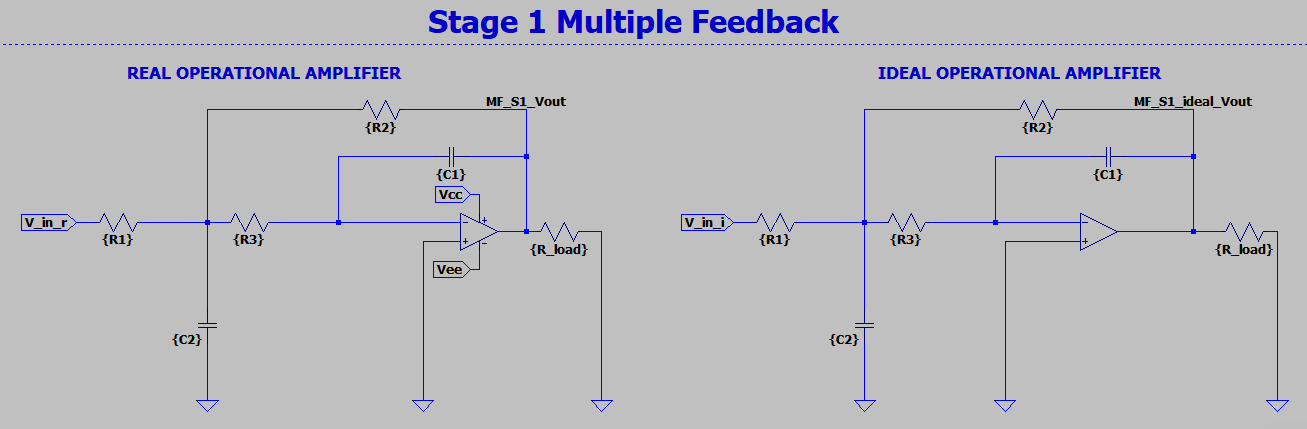 Stage 1 Multiple Feedback
REAL OPERATIONAL AMPLIFIER
IDEAL OPERATIONAL AMPLIFIER
MF_S1_Vout
MF_S1_ideal_Vout
{R2}
{R2}
{C1}
{C1}
Vcc
V_in_r
{R1}
{R3}
{R_load}
Vee
{C2}
V_in_i
{R1}
{R3}
{R_load}
{C2}